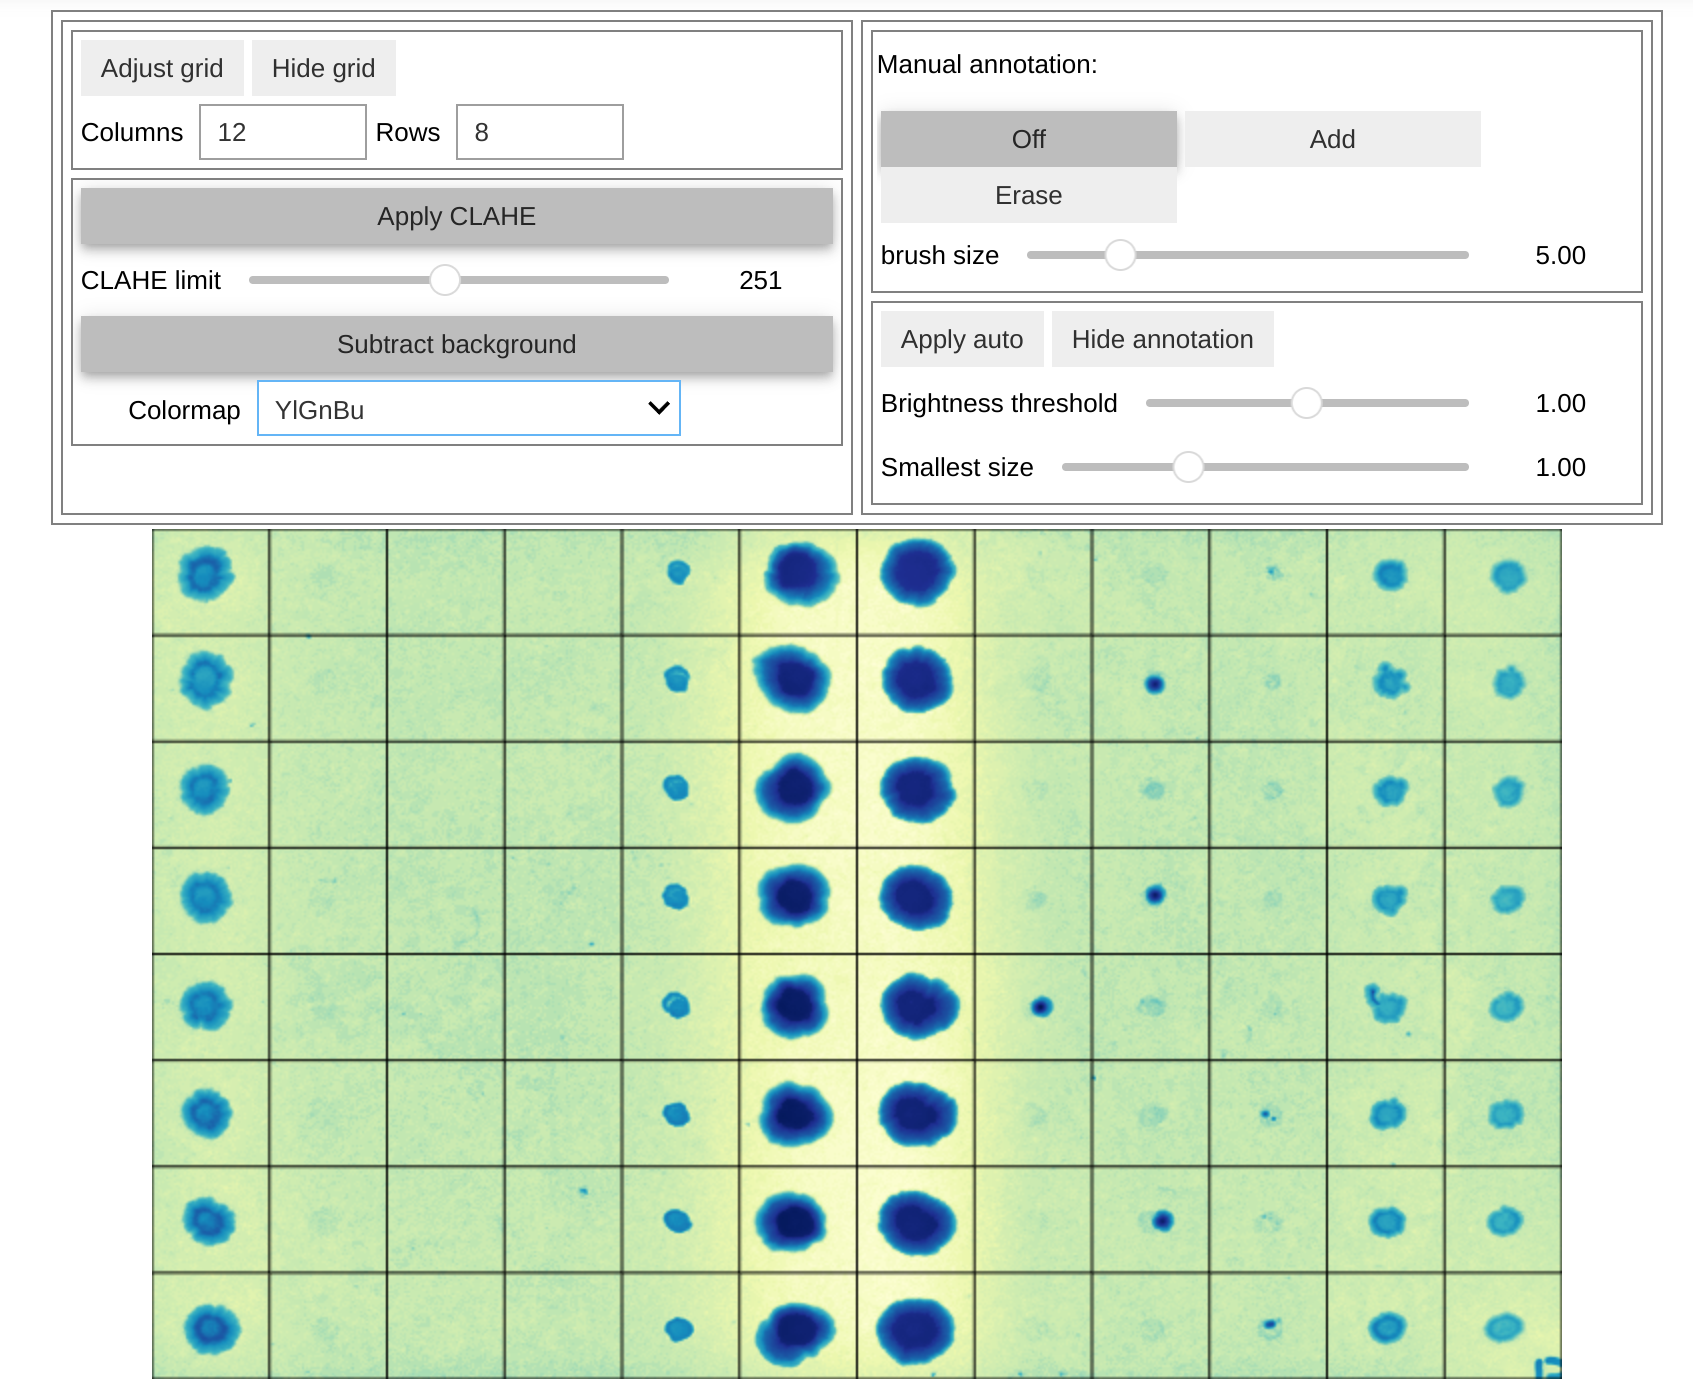 Adjust grid Hide grid
Columns 12 Rows 8
Apply CLAHE
CLAHE limit 251
Subtract background
Colormap YlGnBu
Manual annotation:
Off Add
Erase
brush size 5.00
Apply auto Hide annotation
Brightness threshold 1.00
Smallest size 1.00